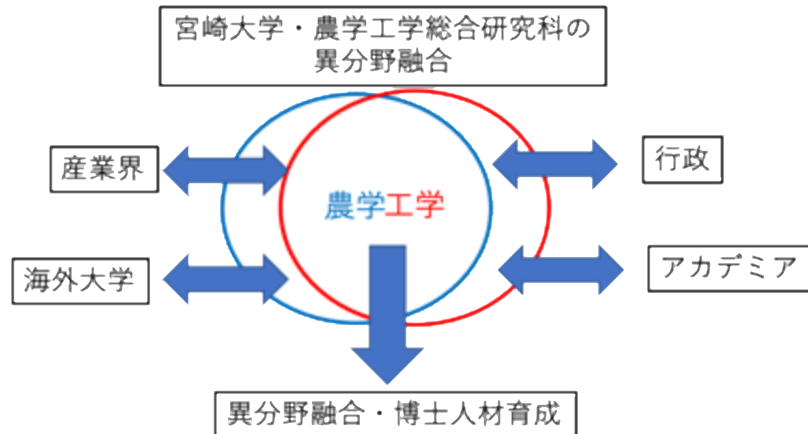 宮崎大学・農学工学総合研究科の
異分野融合
産業界
行政
農学工学
海外大学
アカデミア
異分野融合・博士人材育成